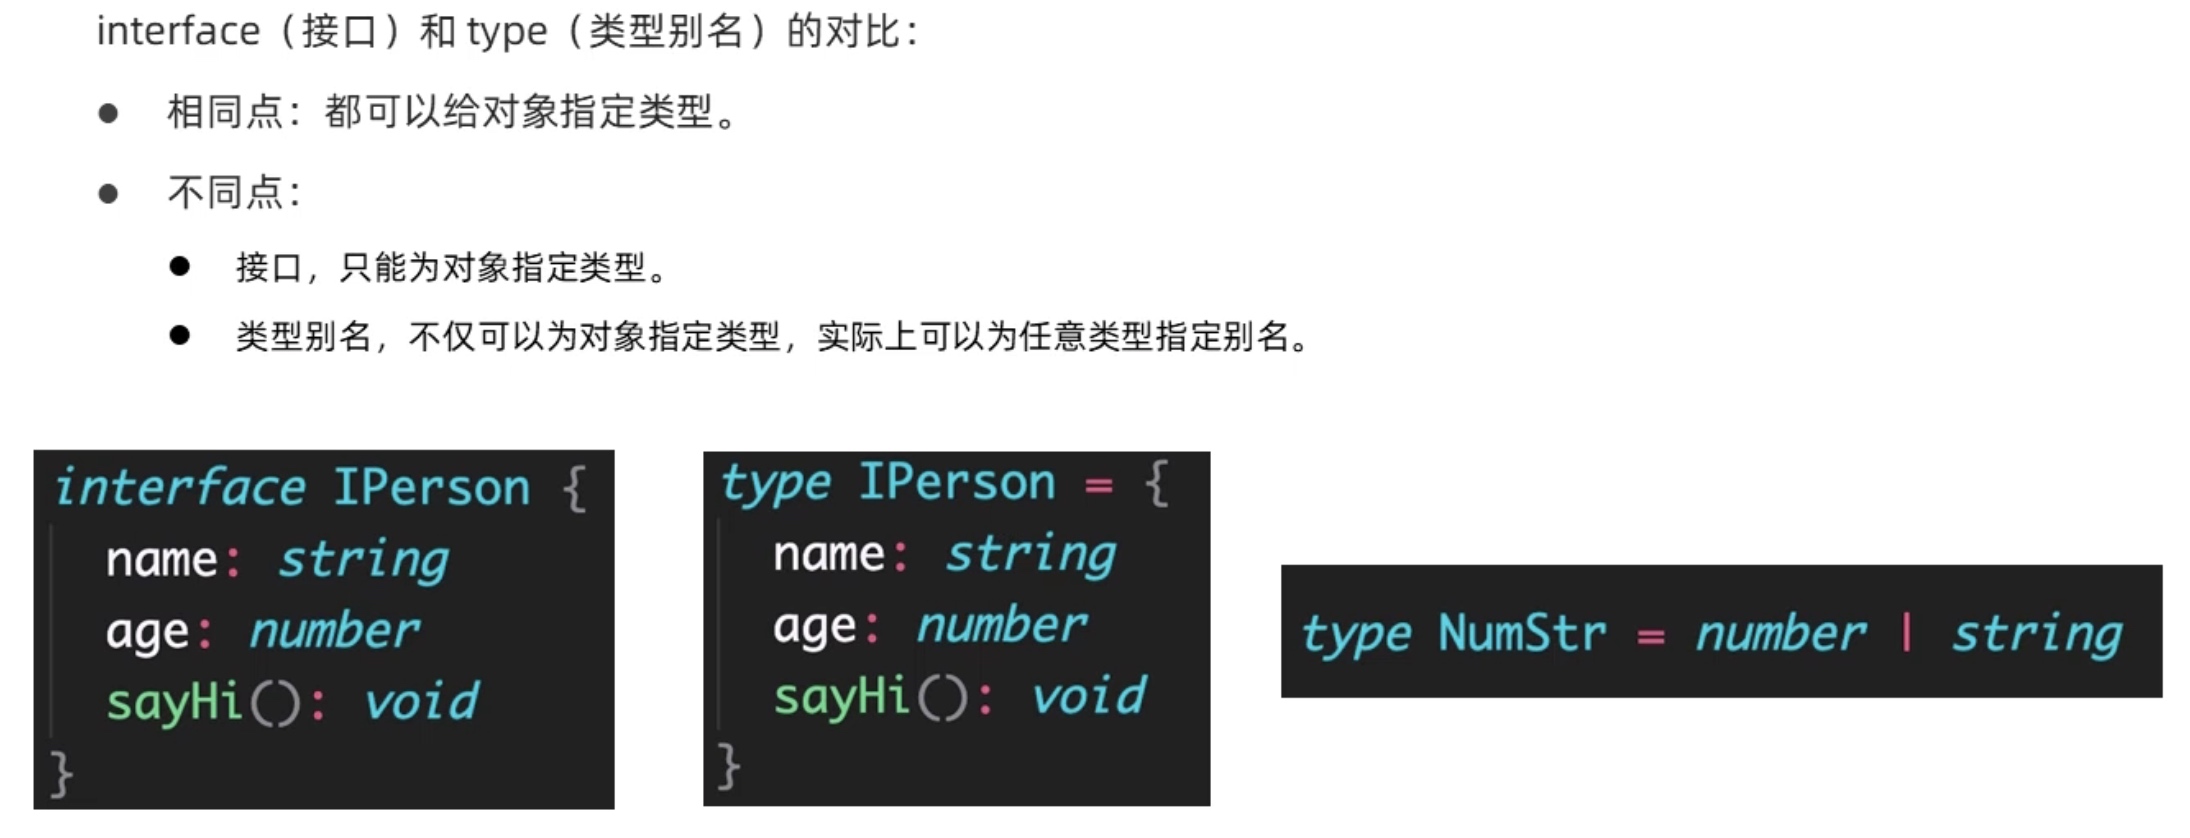 interface（接口）和 type（类型别名）的对比：
● 相同点：都可以给对象指定类型。
● 不同点：
● 接口，只能为对象指定类型。
● 类型别名，不仅可以为对象指定类型，实际上可以为任意类型指定别名。
interface IPerson {
name: string
age: number
sayHi(): void
}
type IPerson = {
name: string
age: number
sayHi(): void
}
type NumStr = number | string